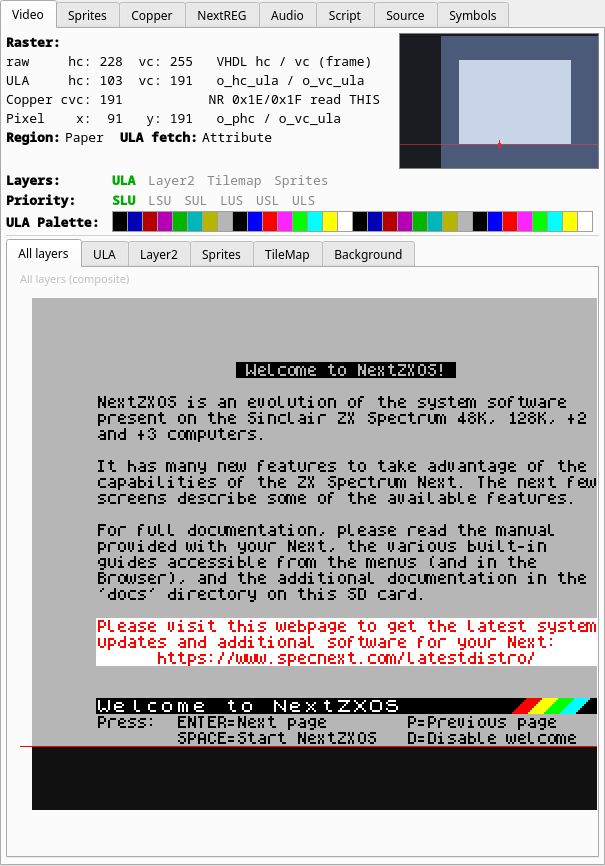 Video Sprites Copper NextREG Audio Script Source Symbols
Raster:
raw hc: 228 vc: 255 VHDL hc / vc (frame)
ULA hc: 103 vc: 191 o_hc_ula / o_vc_ula
Copper cvc: 191 NR 0x1E/0x1F read THIS
Pixel x: 91 y: 191 o_phc / o_vc_ula
Region: Paper ULA fetch: Attribute
Layers: ULA Layer2 Tilemap Sprites
Priority: SLU LSU SUL LUS USL ULS
ULA Palette:
All layers ULA Layer2 Sprites TileMap Background
All layers (composite)
Welcome to NextZXOS!
NextZXOS is an evolution of the system software
present on the Sinclair ZX Spectrum 48K, 128K, +2
and +3 computers.
It has many new features to take advantage of the
capabilities of the ZX Spectrum Next. The next few
screens describe some of the available features.
For full documentation, please read the manual
provided with your Next, the various built-in
guides accessible from the menus (and in the
Browser), and the additional documentation in the
'docs' directory on this SD card.
Please visit this webpage to get the latest system
updates and additional software for your Next:
https://www.specnext.com/latestdistro/
Welcome to NextZXOS
Press: ENTER=Next page P=Previous page
SPACE=Start NextZXOS D=Disable welcome